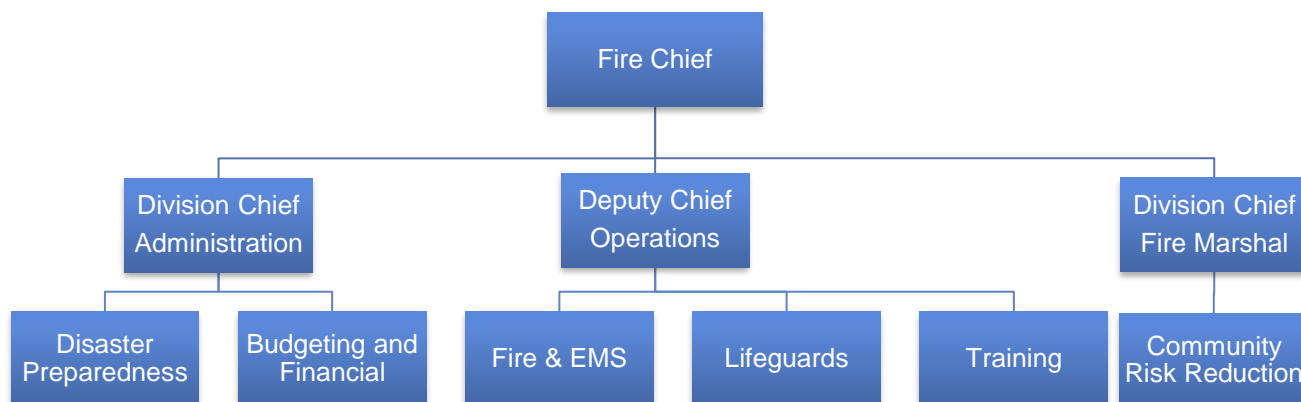 Fire Chief
Division Chief
Administration
Deputy Chief
Operations
Division Chief
Fire Marshal
Disaster
Preparedness
Budgeting and
Financial
Fire & EMS
Lifeguards
Training
Community
Risk Reduction